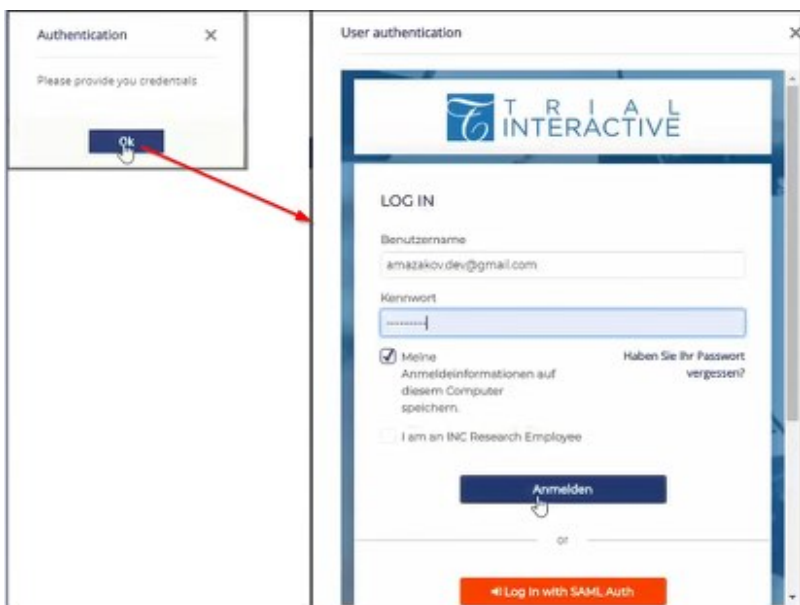 Authentication
Please provide you credentials
Ok
User authentication
TRIAL
INTERACTIVE
LOG IN
Benutzername
amazakov.dev@gmail.com
Kennwort
Meine
Anmeldeinformationen auf
diesem Computer
speichern.
Haben Sie Ihr Passwort
vergessen?
I am an INC Research Employee
Anmelden
or
Log In with SAML Auth